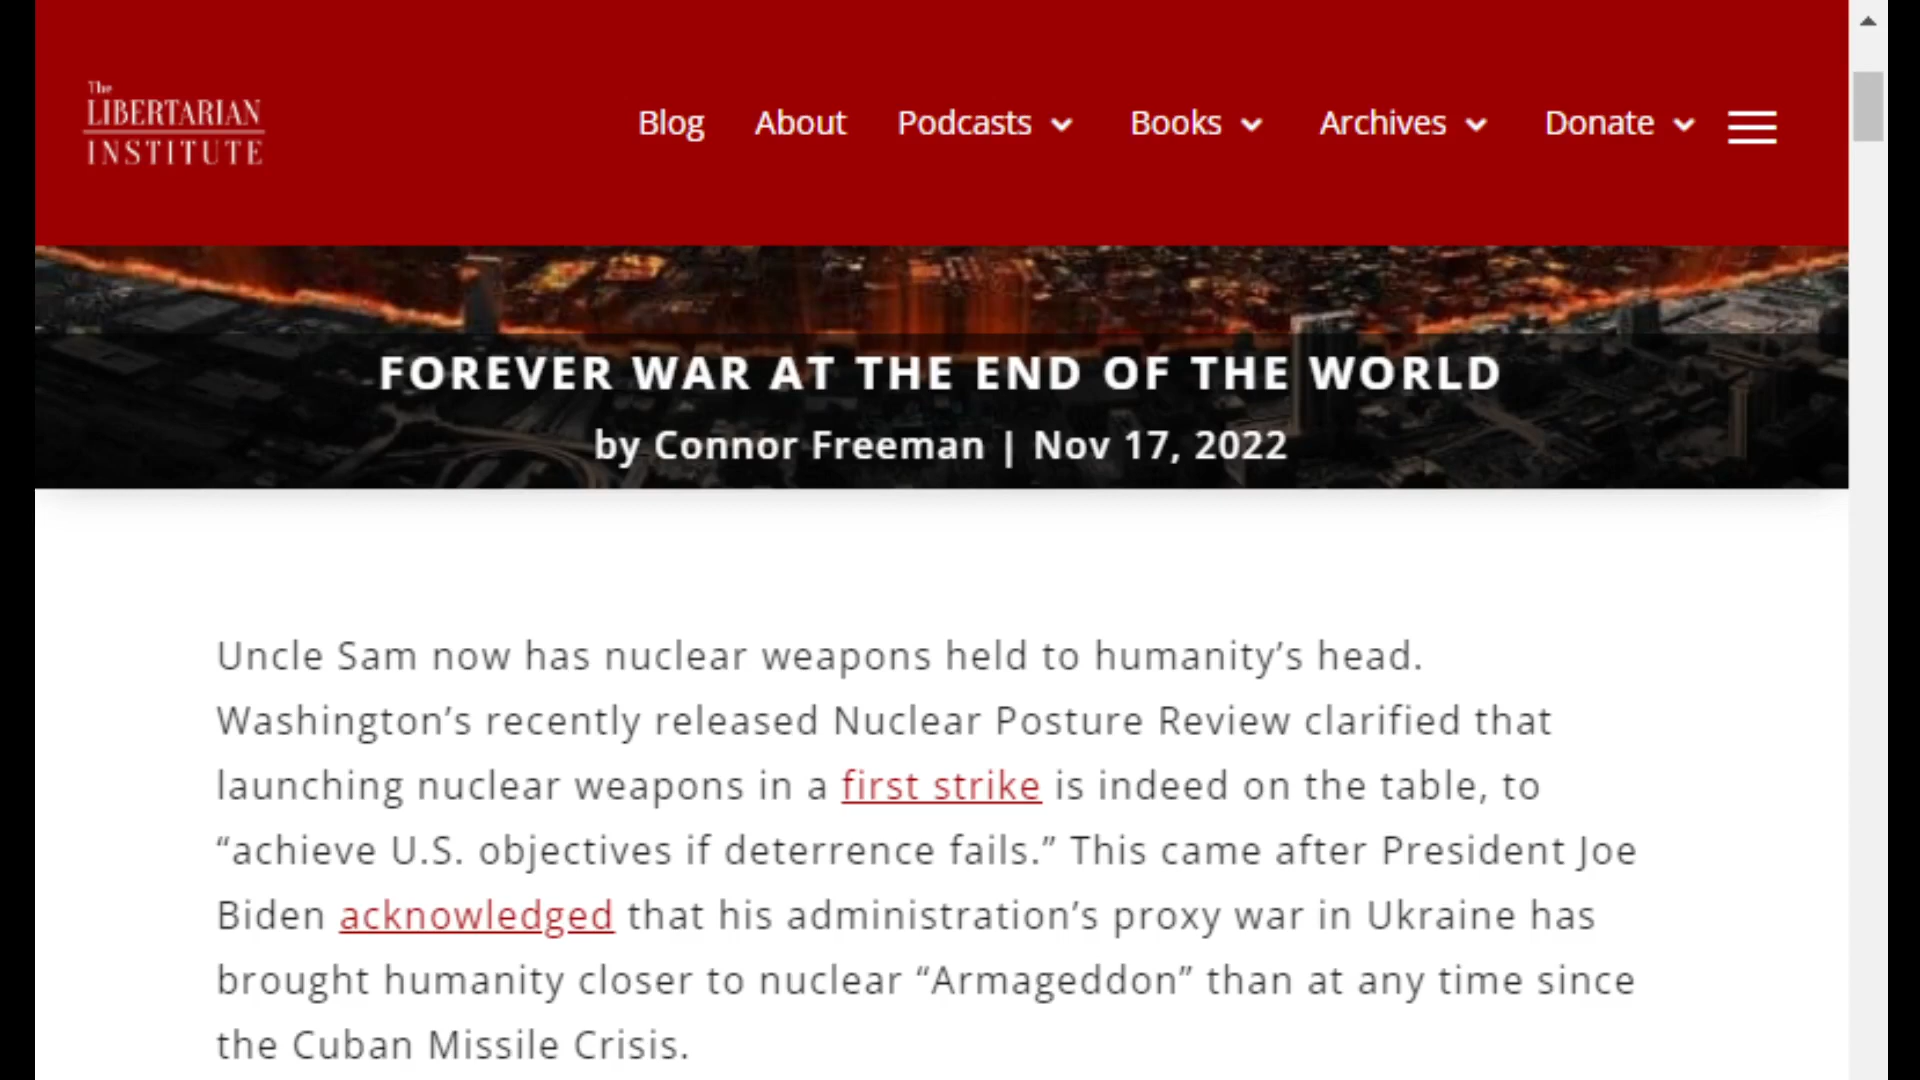 The
LIBERTARIAN
INSTITUTE
Blog About Podcasts Books Archives Donate
FOREVER WAR AT THE END OF THE WORLD
by Connor Freeman | Nov 17, 2022
Uncle Sam now has nuclear weapons held to humanity’s head.
Washington’s recently released Nuclear Posture Review clarified that
launching nuclear weapons in a first strike is indeed on the table, to
“achieve U.S. objectives if deterrence fails.” This came after President Joe
Biden acknowledged that his administration’s proxy war in Ukraine has
brought humanity closer to nuclear “Armageddon” than at any time since
the Cuban Missile Crisis.